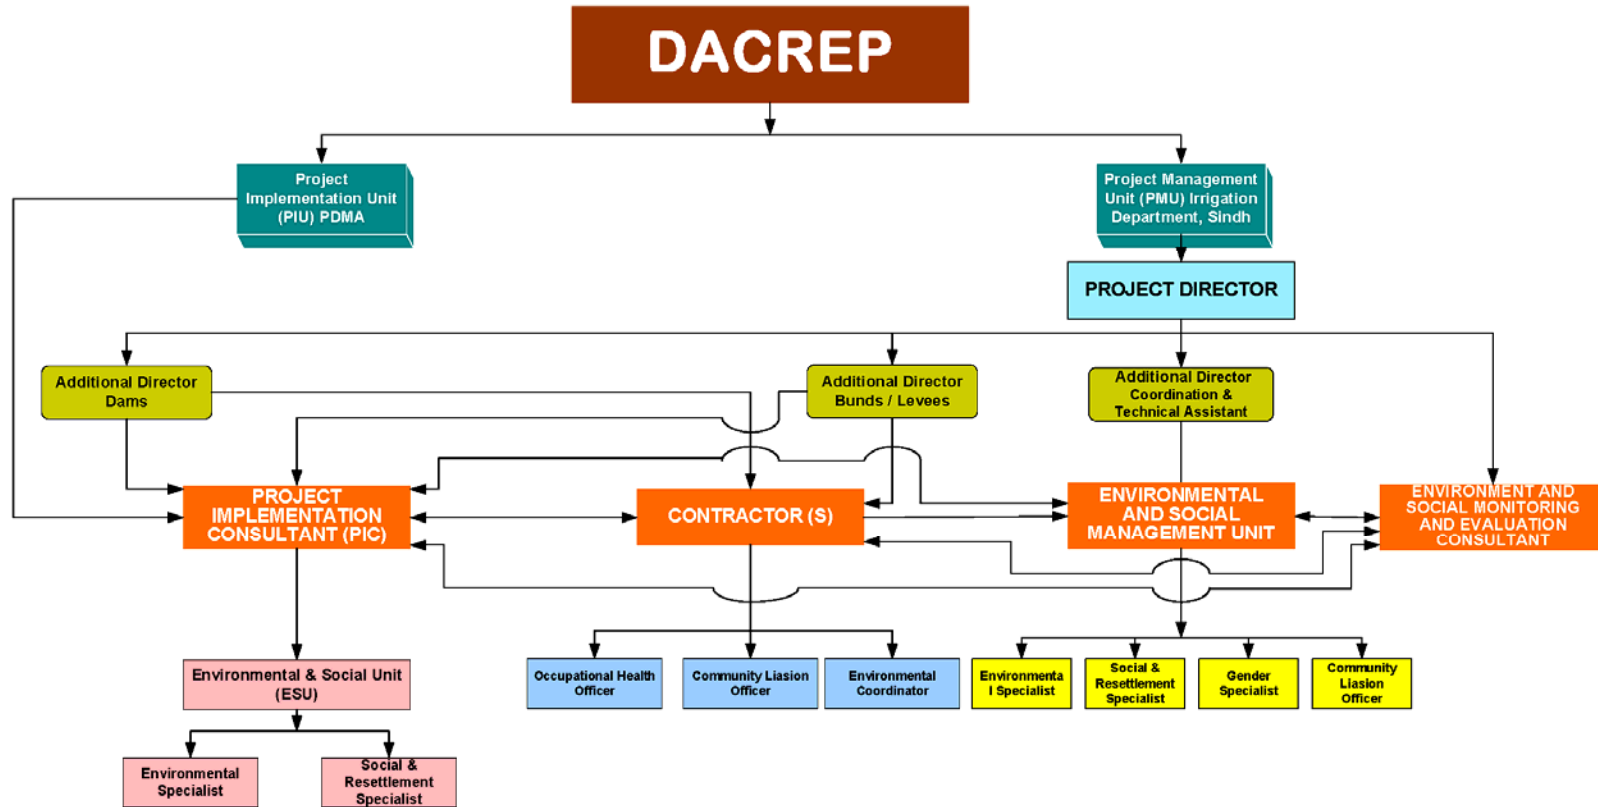 DACREP
Project
Implementation Unit
(PIU) PDMA
Project Management
Unit (PMU) Irrigation
Department, Sindh
PROJECT DIRECTOR
Additional Director
Dams
Additional Director
Bunds / Levees
Additional Director
Coordination &
Technical Assistant
PROJECT
IMPLEMENTATION
CONSULTANT (PIC)
CONTRACTOR (S)
ENVIRONMENTAL
AND SOCIAL
MANAGEMENT UNIT
ENVIRONMENT AND
SOCIAL MONITORING
AND EVALUATION
CONSULTANT
Environmental & Social Unit
(ESU)
Occupational Health
Officer
Community Liasion
Officer
Environmental
Coordinator
Environmenta
l Specialist
Social &
Resettlement
Specialist
Gender
Specialist
Community
Liasion
Officer
Environmental
Specialist
Social &
Resettlement
Specialist